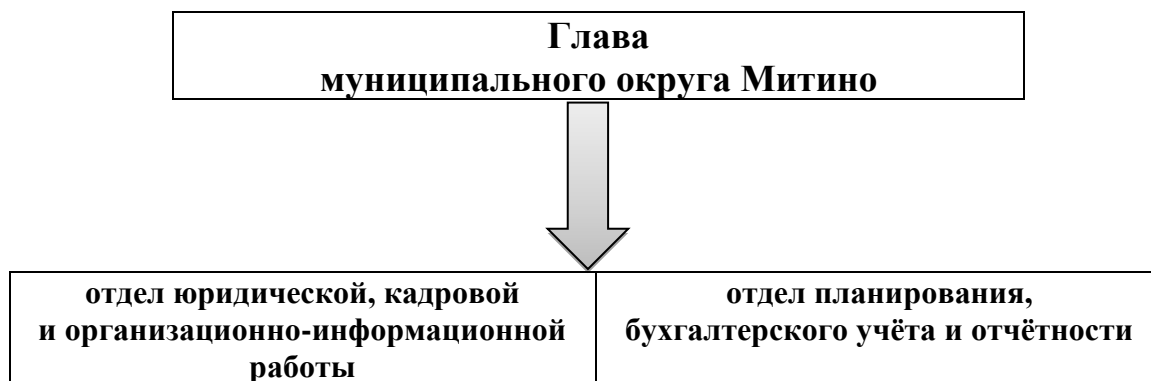 Глава
муниципального округа Митино
отдел юридической, кадровой
и организационно-информационной
работы
отдел планирования,
бухгалтерского учёта и отчётности